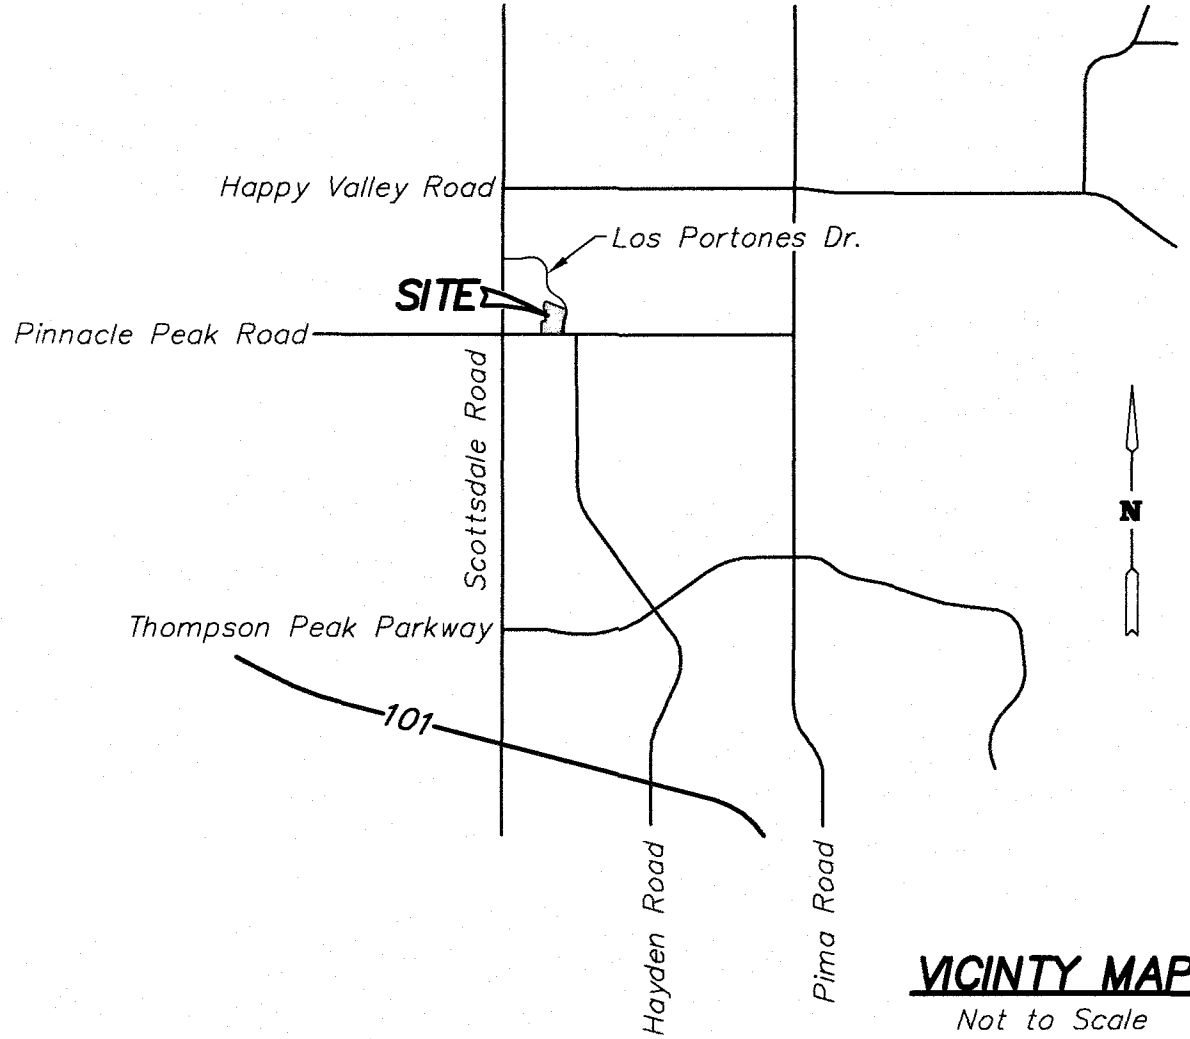 Happy Valley Road
Los Portones Dr.
SITE
Pinnacle Peak Road
Scottsdale Road
N
Thompson Peak Parkway
101
Hayden Road
Pima Road
VICINTY MAP
Not to Scale